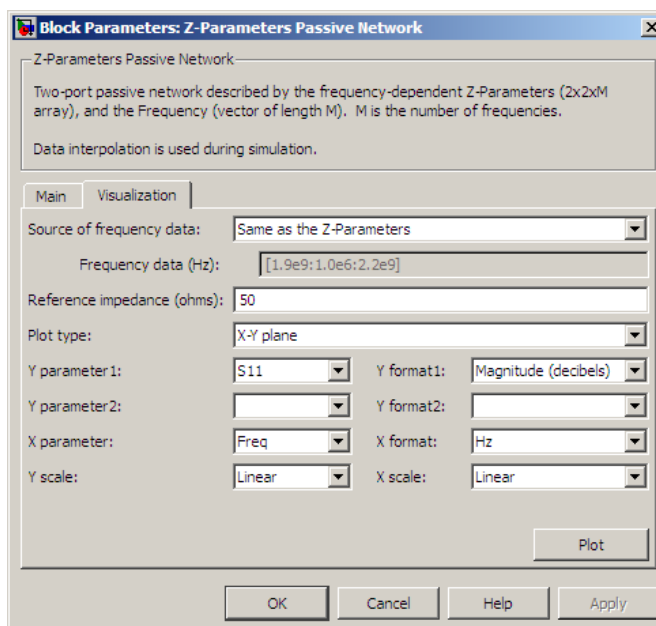 Block Parameters: Z-Parameters Passive Network
Z-Parameters Passive Network
Two-port passive network described by the frequency-dependent Z-Parameters (2x2xM
array), and the Frequency (vector of length M). M is the number of frequencies.
Data interpolation is used during simulation.
Main Visualization
Source of frequency data: Same as the Z-Parameters
Frequency data (Hz): [1.9e9:1.0e6:2.2e9]
Reference impedance (ohms): 50
Plot type: X-Y plane
Y parameter1: S11 Y format1: Magnitude (decibels)
Y parameter2: Y format2:
X parameter: Freq X format: Hz
Y scale: Linear X scale: Linear
Plot
OK Cancel Help Apply